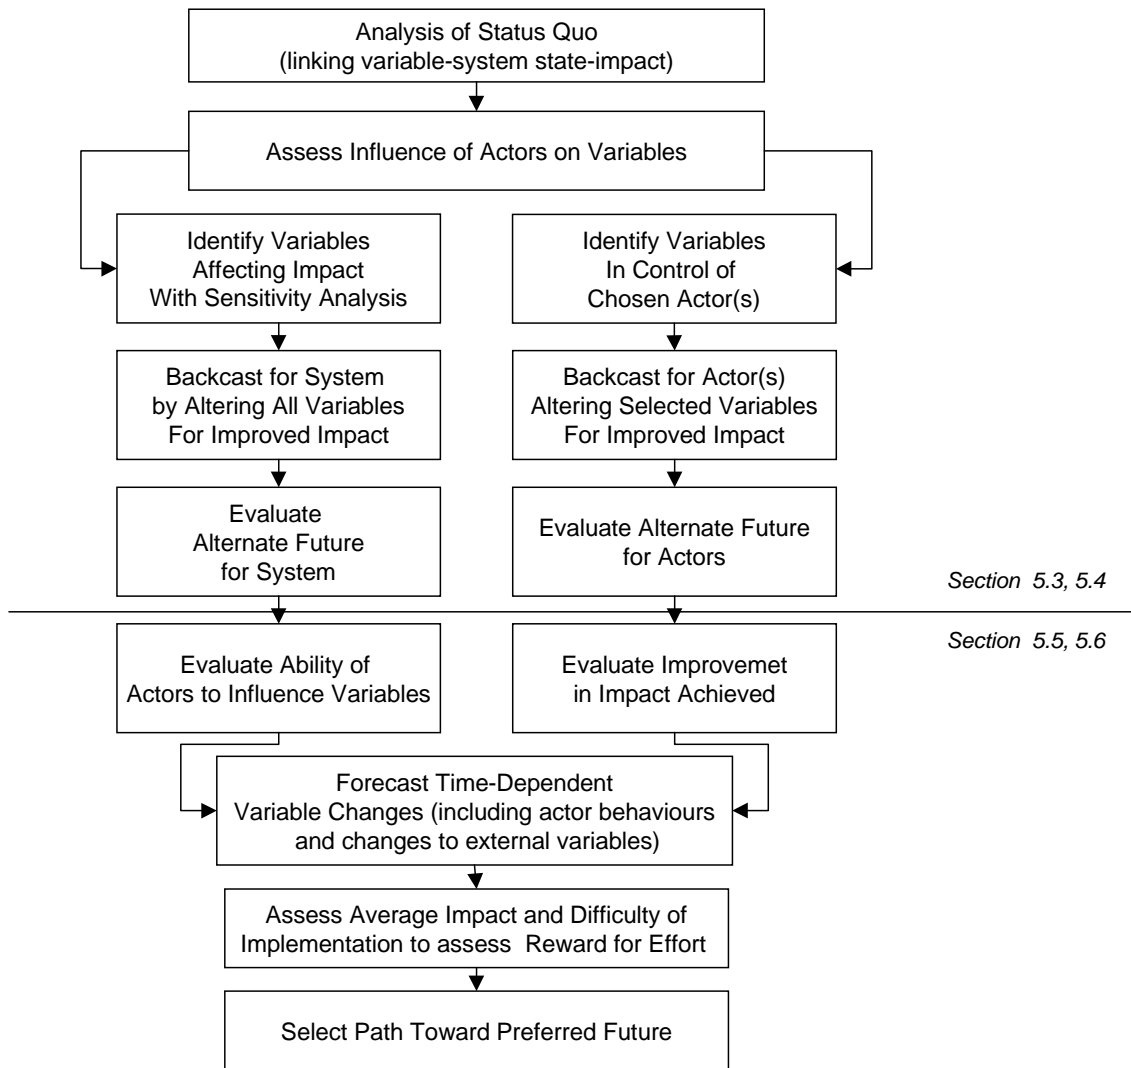 Analysis of Status Quo
(linking variable-system state-impact)
Assess Influence of Actors on Variables
Identify Variables
Affecting Impact
With Sensitivity Analysis
Identify Variables
In Control of
Chosen Actor(s)
Backcast for System
by Altering All Variables
For Improved Impact
Backcast for Actor(s)
Altering Selected Variables
For Improved Impact
Evaluate
Alternate Future
for System
Evaluate Alternate Future
for Actors
Section 5.3, 5.4
Section 5.5, 5.6
Evaluate Ability of
Actors to Influence Variables
Evaluate Improvemet
in Impact Achieved
Forecast Time-Dependent
Variable Changes (including actor behaviours
and changes to external variables)
Assess Average Impact and Difficulty of
Implementation to assess Reward for Effort
Select Path Toward Preferred Future